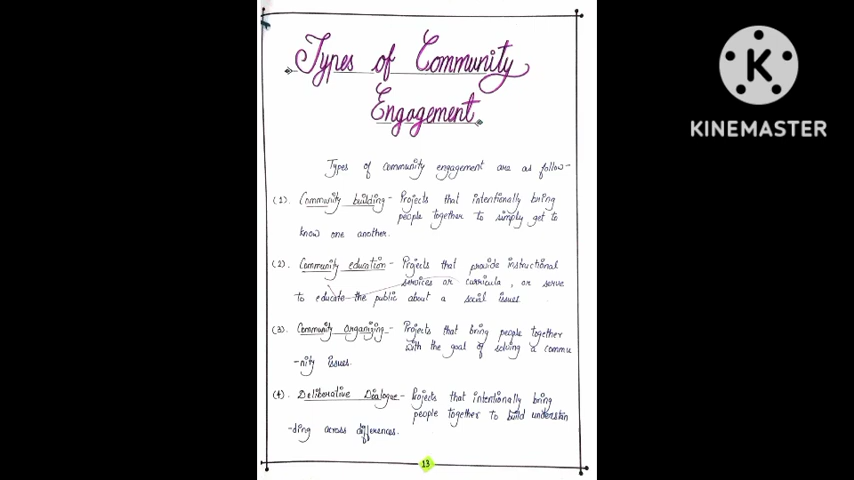 Types of Community
Engagement
Types of community engagement are as follow-
(1). Community building - Projects that intentionally bring
people together to simply get to
know one another.
(2). Community education - Projects that provide instructional
services or curricula, or serve
to educate the public about a social issues
(3). Community Organizing - Projects that bring people together
with the goal of solving a commu
-nity issues.
(4). Deliberative Dialogue - Projects that intentionally bring
people together to build understan
-ding across differences.
13
K
KINEMASTER